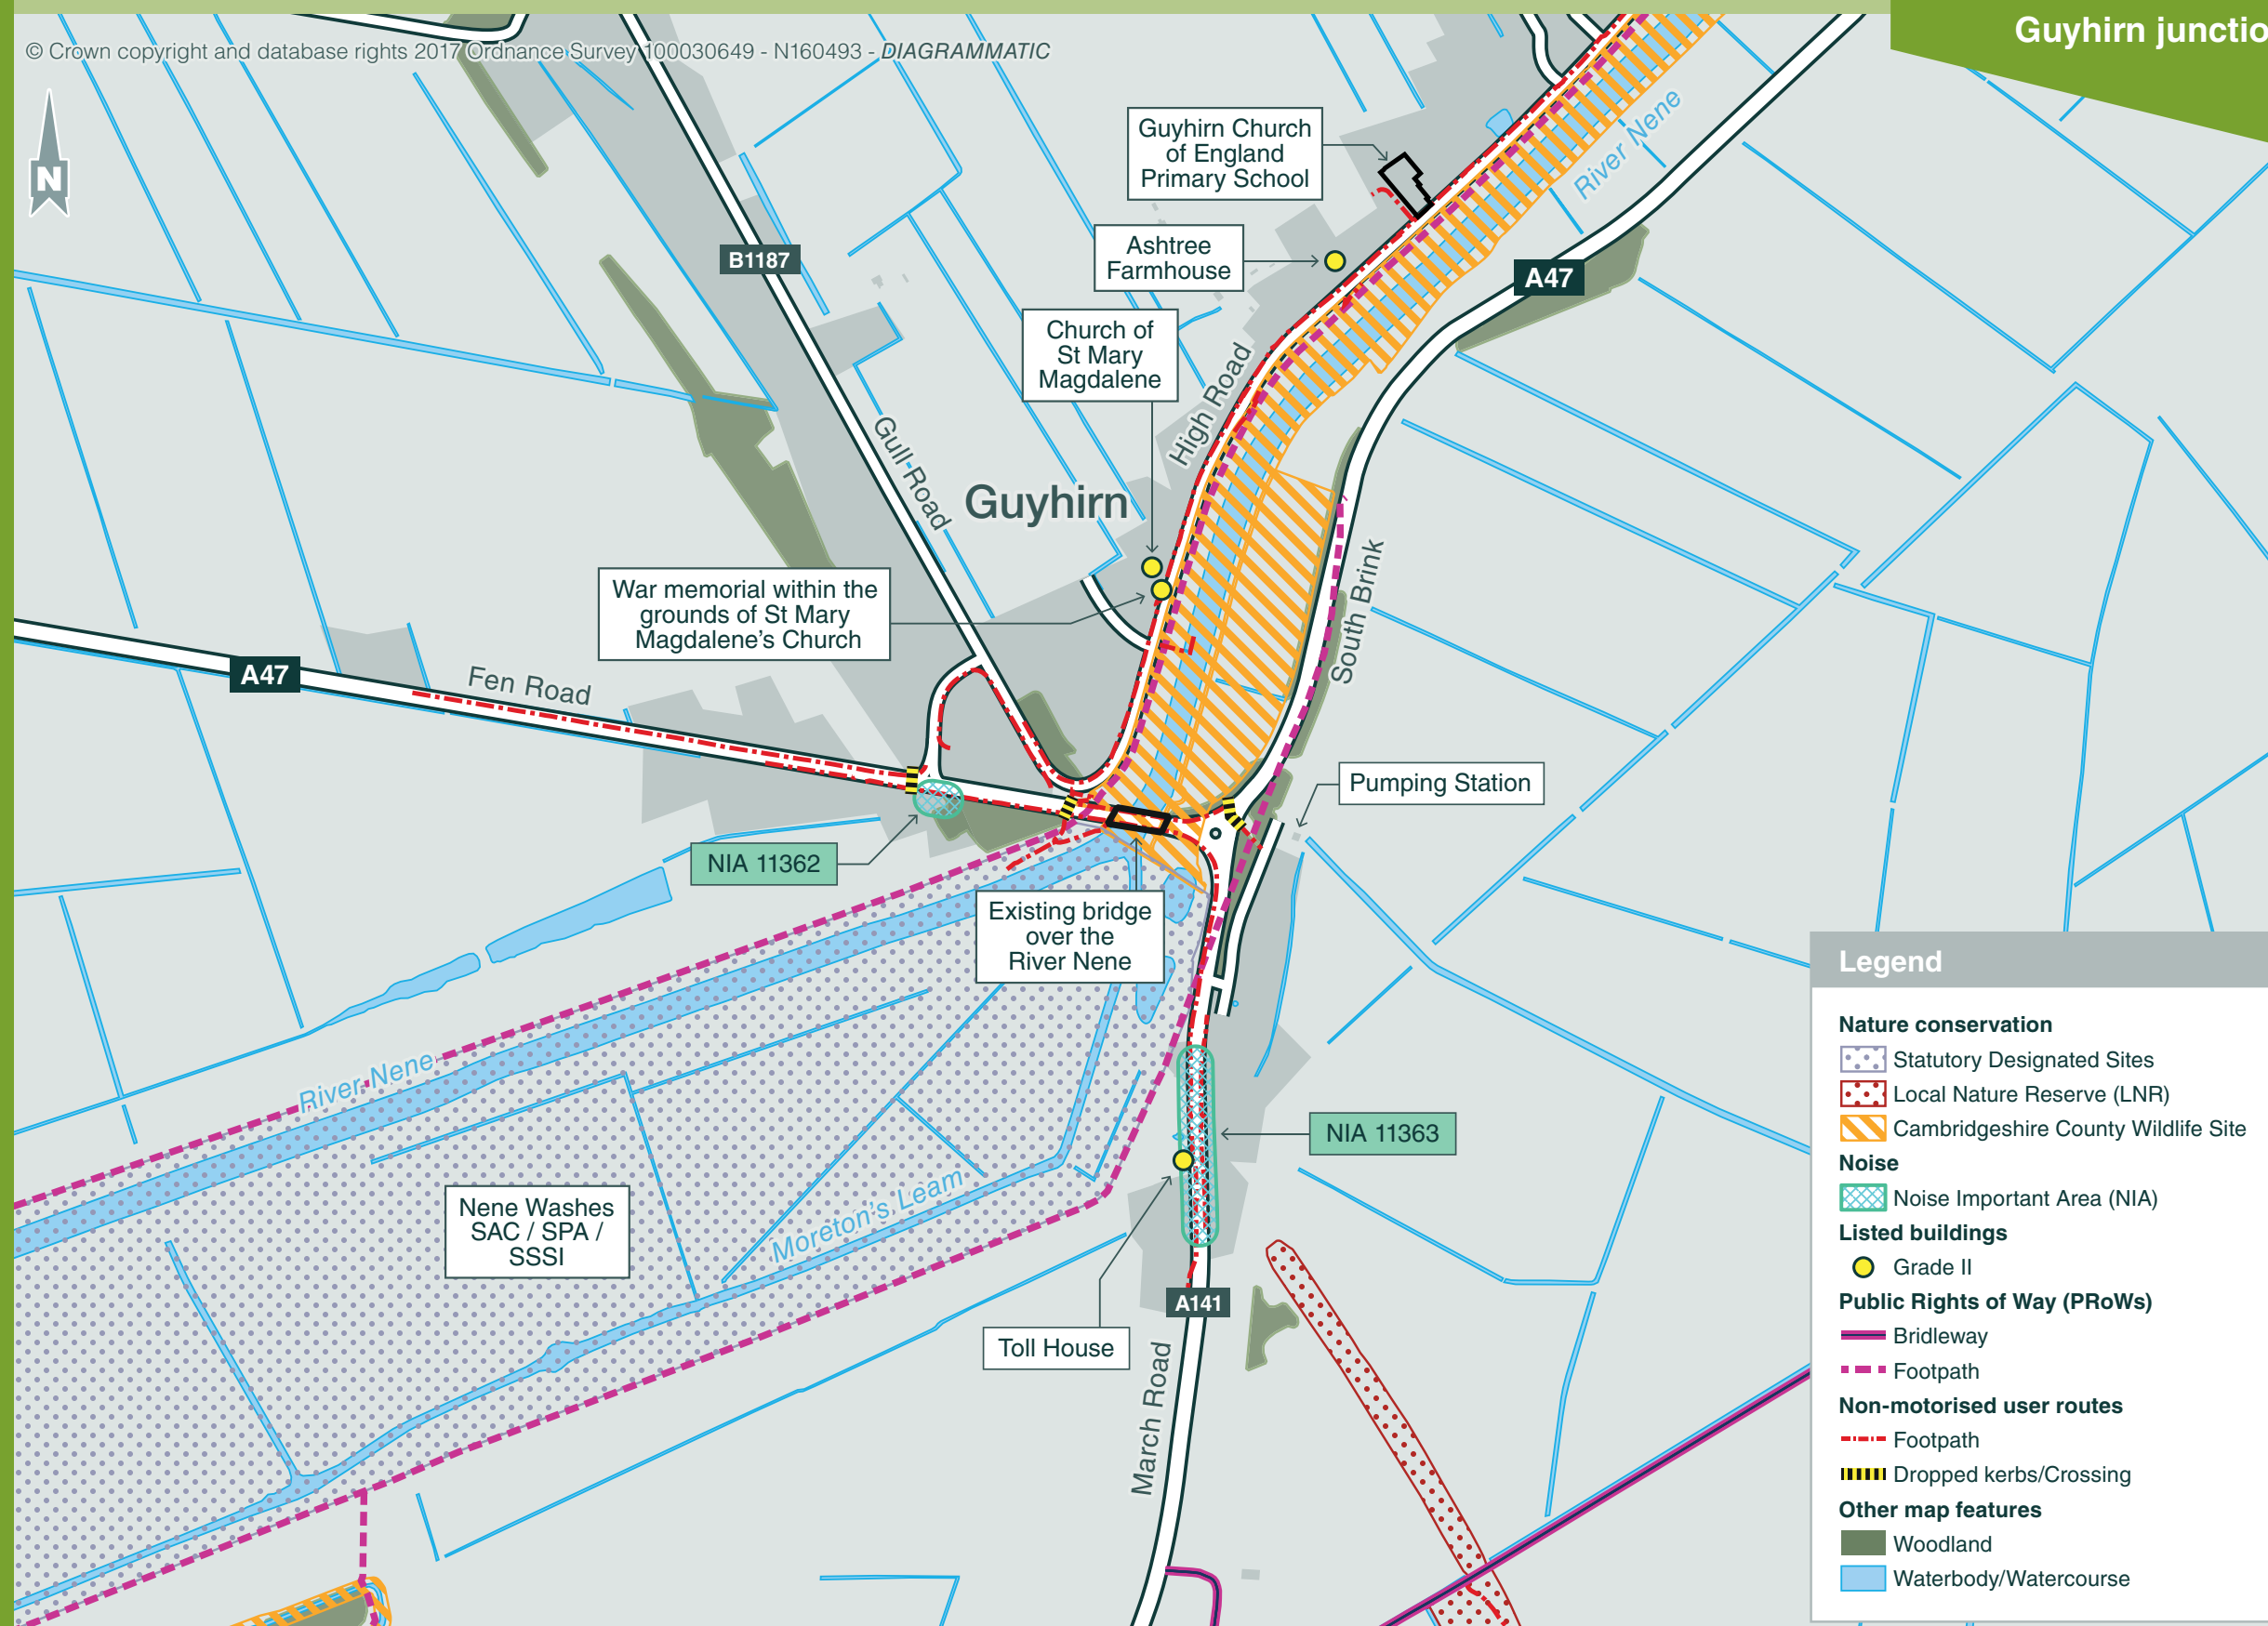 Guyhirn junctio
© Crown copyright and database rights 2017 Ordnance Survey 100030649 - N160493 - DIAGRAMMATIC
N
Guyhirn Church
of England
Primary School
River Nene
Ashtree
Farmhouse
B1187
A47
Church of
St Mary
Magdalene
High Road
Gull Road
Guyhirn
War memorial within the
grounds of St Mary
Magdalene's Church
South Brink
A47
Fen Road
Pumping Station
NIA 11362
Existing bridge
over the
River Nene
River Nene
NIA 11363
Nene Washes
SAC / SPA /
SSSI
Moreton's Leam
A141
Toll House
March Road
Legend
Nature conservation
Statutory Designated Sites
Local Nature Reserve (LNR)
Cambridgeshire County Wildlife Site
Noise
Noise Important Area (NIA)
Listed buildings
Grade II
Public Rights of Way (PRoWs)
Bridleway
Footpath
Non-motorised user routes
Footpath
Dropped kerbs/Crossing
Other map features
Woodland
Waterbody/Watercourse